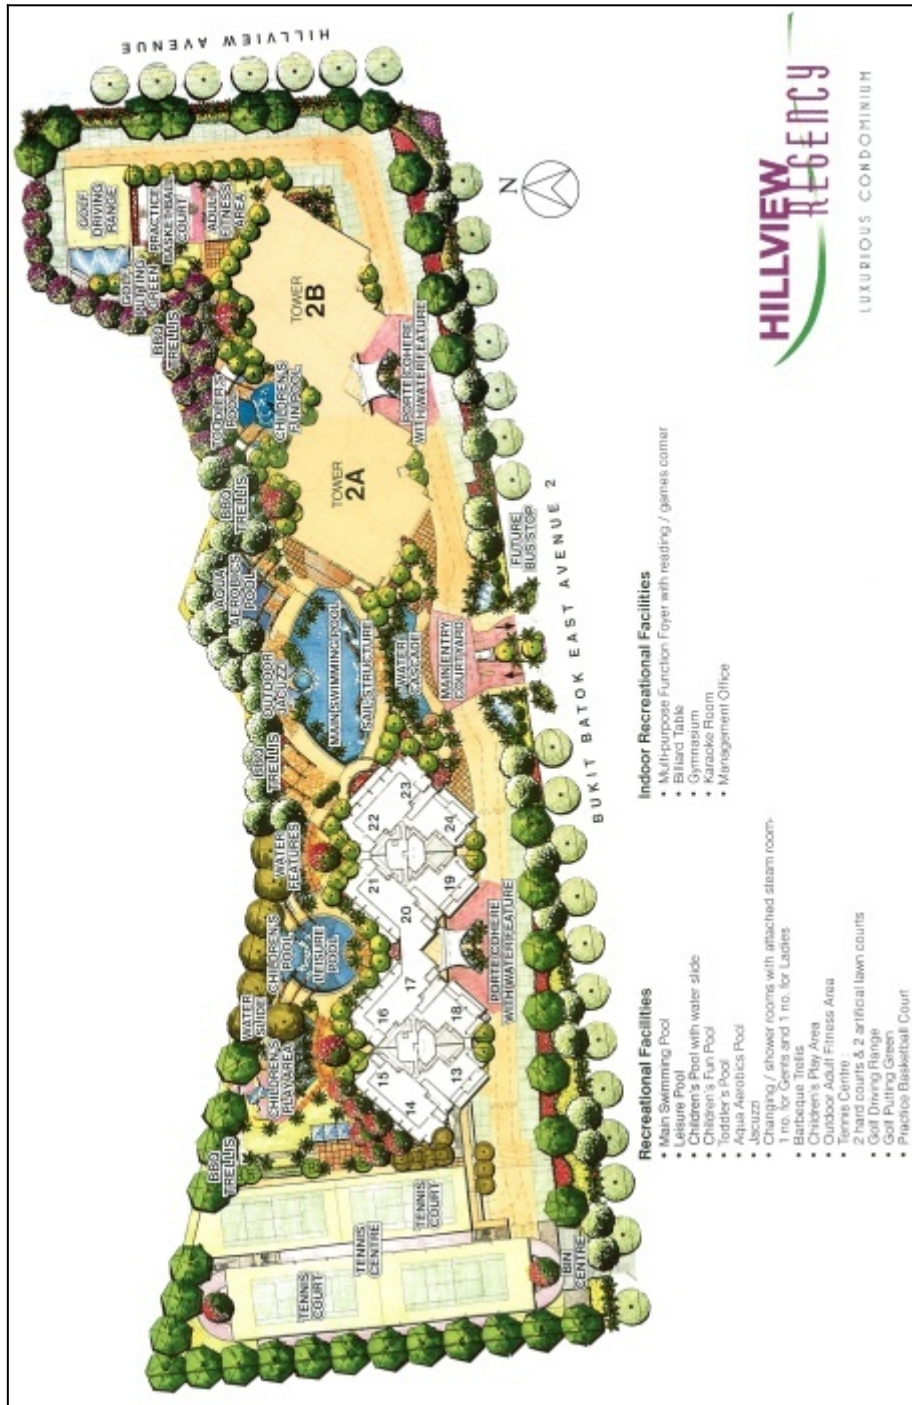 HILLVIEW AVENUE
GOLF
DRIVING
RANGE
PRACTICE
BASKETBALL
COURT
ADULT
FITNESS
AREA
GOLF
PUTTING
GREEN
BBQ
TRELLIS
TOWER
2B
N
TODDLER'S
POOL
CHILDREN'S
FUN POOL
PORTE COHERE
WITH WATER FEATURE
TOWER
2A
BBQ
TRELLIS
AQUA
AEROBICS
POOL
FUTURE
BUS STOP
BUKIT BATOK EAST AVENUE 2
OUTDOOR
JACUZZI
MAIN SWIMMING POOL
SAIL STRUCTURE
WATER
CASCADE
MAIN ENTRY
COURTYARD
BBQ
TRELLIS
WATER
FEATURES
22
23
24
21
20
19
CHILDREN'S
POOL
LEISURE
POOL
PORTE COHERE
WITH WATER FEATURE
WATER
SLIDE
CHILDREN'S
PLAY AREA
16
17
18
15
14
13
BBQ
TRELLIS
TENNIS
COURT
TENNIS
CENTRE
TENNIS
COURT
BIN
CENTRE
HILLVIEW
REGENCY
LUXURIOUS CONDOMINIUM
Recreational Facilities
• Main Swimming Pool
• Leisure Pool
• Children's Pool with water slide
• Children's Fun Pool
• Toddler's Pool
• Aqua Aerobics Pool
• Jacuzzi
• Changing / shower rooms with attached steam room-
1 no. for Gents and 1 no. for Ladies
• Barbeque Trellis
• Children's Play Area
• Outdoor Adult Fitness Area
• Tennis Centre :
2 hard courts & 2 artificial lawn courts
• Golf Driving Range
• Golf Putting Green
• Practice Basketball Court
Indoor Recreational Facilities
• Multi-purpose Function Foyer with reading / games corner
• Billiard Table
• Gymnasium
• Karaoke Room
• Management Office